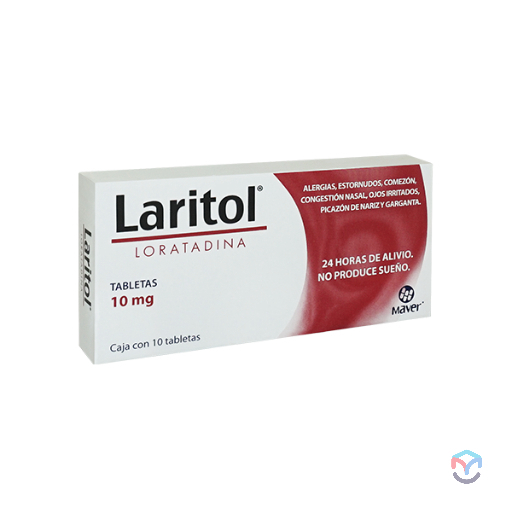 Laritol®
LORATADINA
TABLETAS
10 mg
Caja con 10 tabletas
ALERGIAS, ESTORNUDOS, COMEZÓN,
CONGESTIÓN NASAL, OJOS IRRITADOS,
PICAZÓN DE NARIZ Y GARGANTA.
24 HORAS DE ALIVIO.
NO PRODUCE SUEÑO.
Maver
Laritol
LORATADINA